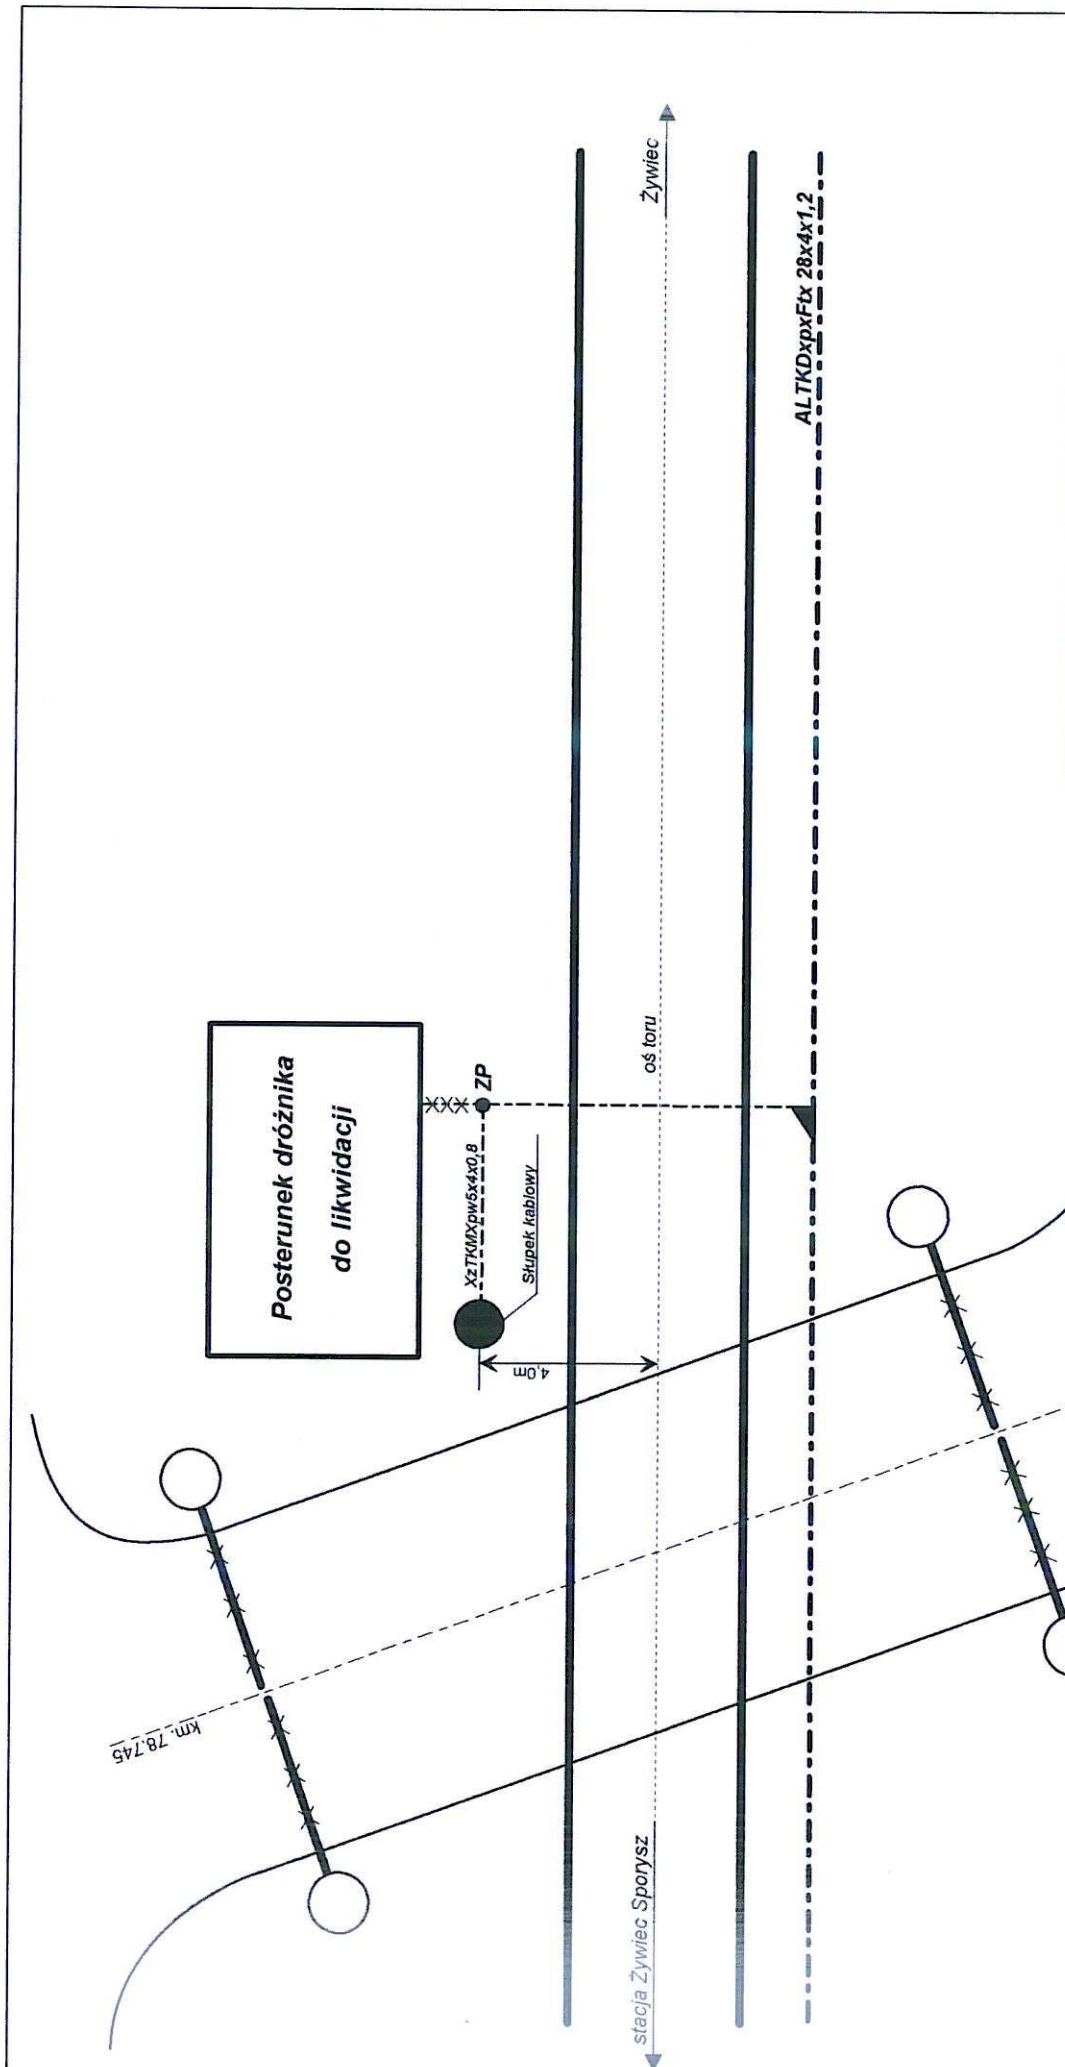 Posterunek dróżnika
do likwidacji
XzTKMXpw5x4x0,8
ZP
Słupek kablowy
4,0m
km. 78.745
stacja Żywiec Sporysz
oś toru
Żywiec
ALTKDxpxFtx 28x4x1,2